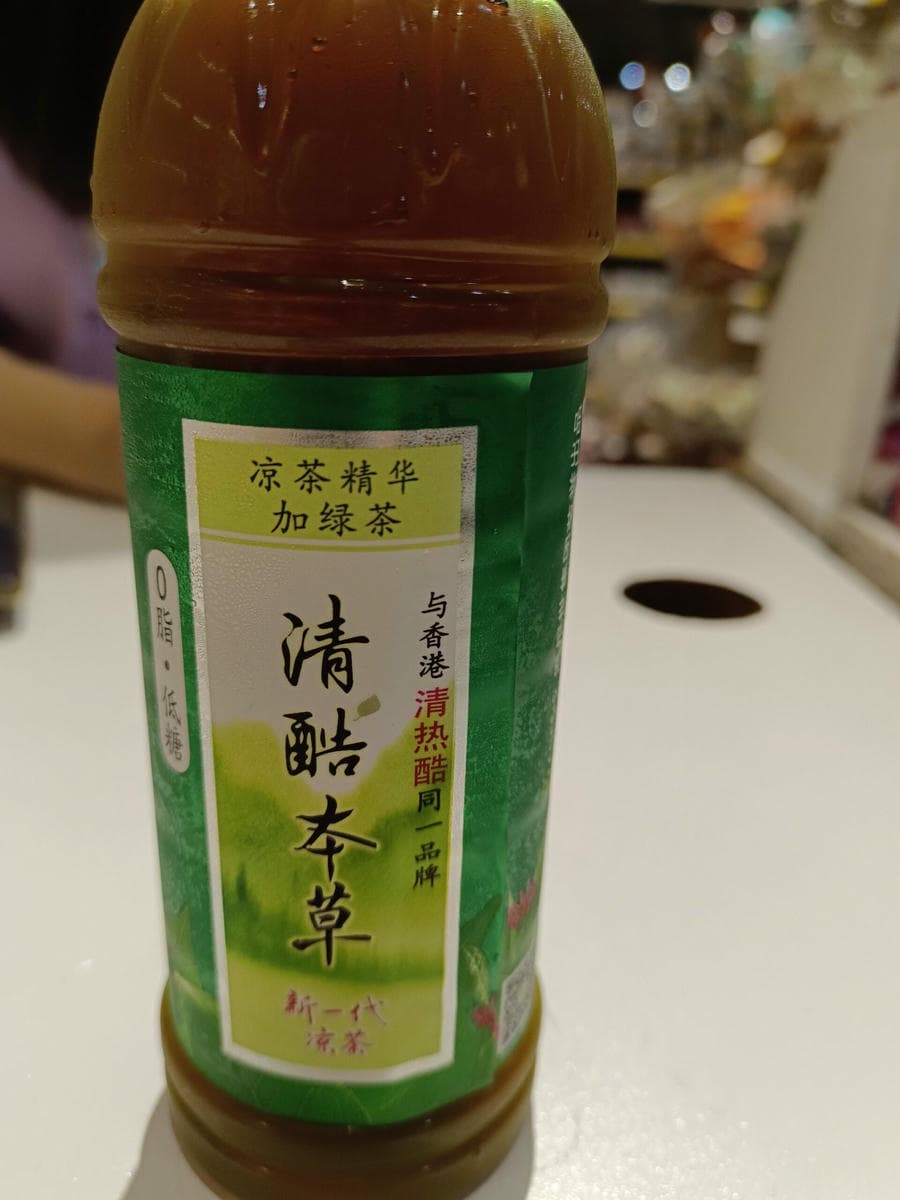 凉茶精华
加绿茶
0脂·低糖
清酷本草
与香港清热酷同一品牌
新一代
凉茶